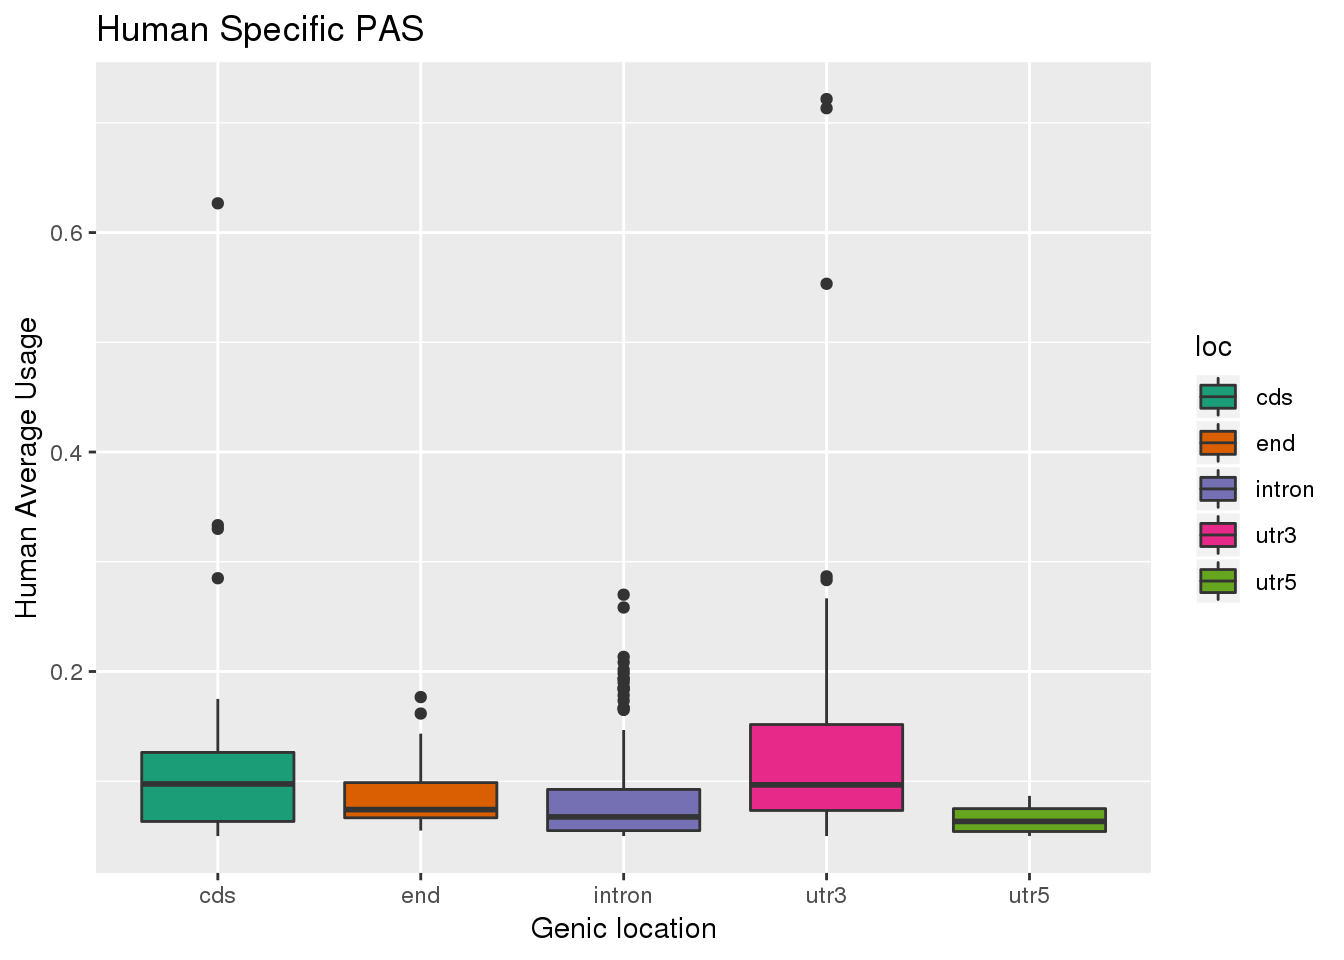 Human Specific PAS
Human Average Usage
0.6
0.4
0.2
cds
end
intron
utr3
utr5
Genic location
loc
cds
end
intron
utr3
utr5